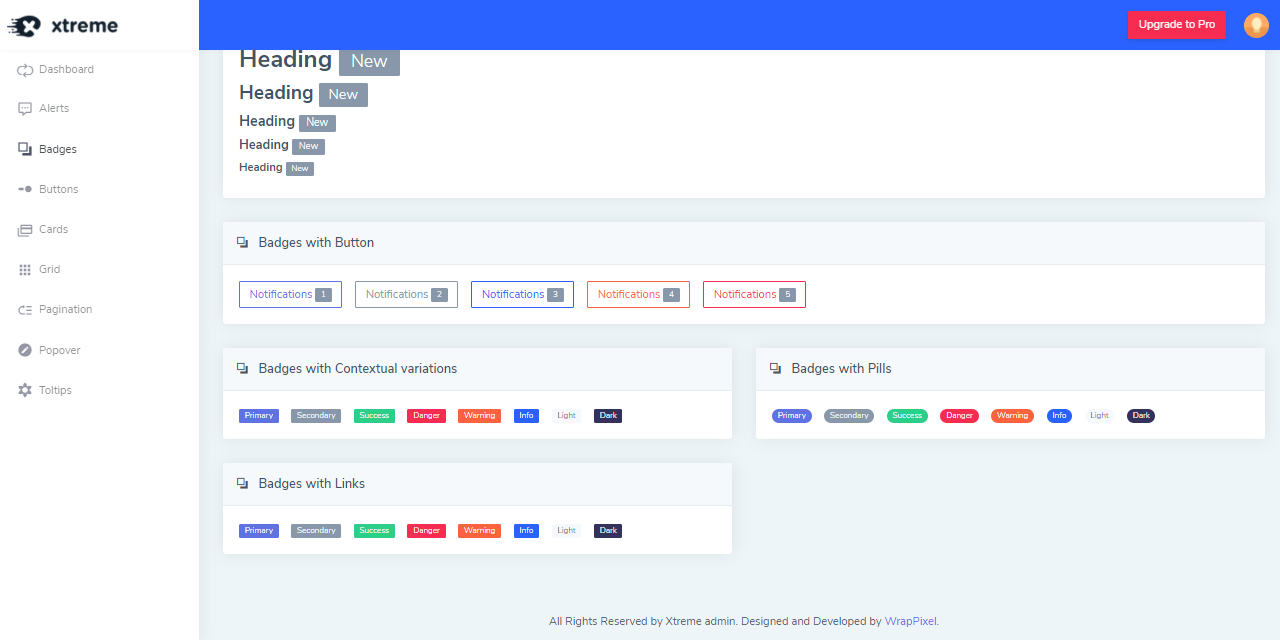 xtreme
Upgrade to Pro
Dashboard
Alerts
Badges
Buttons
Cards
Grid
Pagination
Popover
Toltips
Heading New
Heading New
Heading New
Heading New
Heading New
Badges with Button
Notifications 1 Notifications 2 Notifications 3 Notifications 4 Notifications 5
Badges with Contextual variations
Primary Secondary Success Danger Warning Info Light Dark
Badges with Pills
Primary Secondary Success Danger Warning Info Light Dark
Badges with Links
Primary Secondary Success Danger Warning Info Light Dark
All Rights Reserved by Xtreme admin. Designed and Developed by WrapPixel.